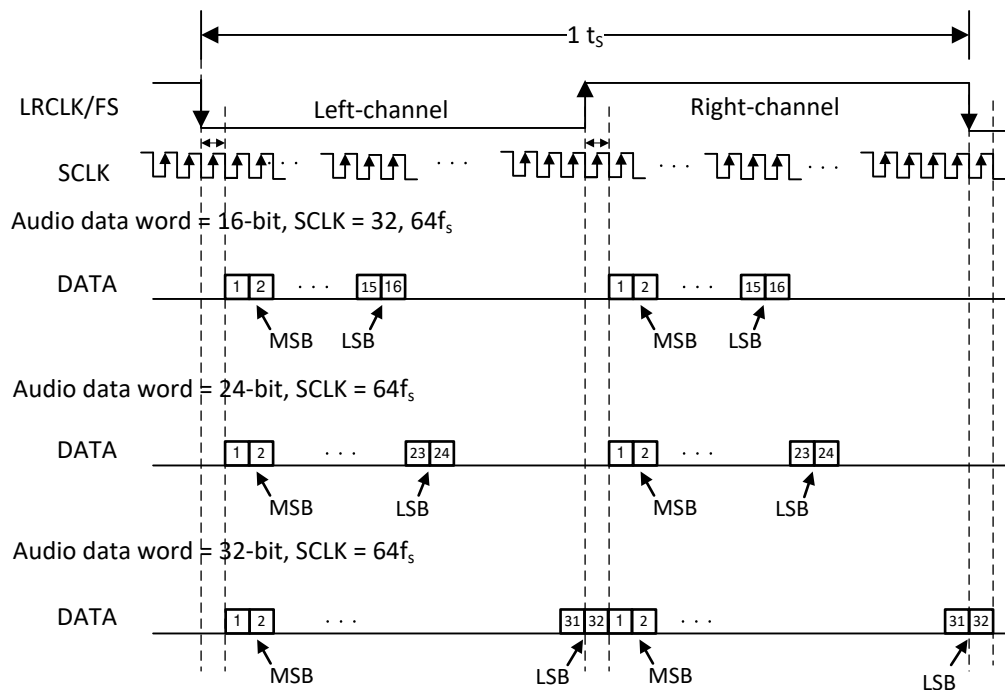 1 tS
LRCLK/FS
Left-channel
Right-channel
SCLK
Audio data word = 16-bit, SCLK = 32, 64fs
DATA
1 2 · · · 15 16
1 2 · · · 15 16
MSB
LSB
MSB
LSB
Audio data word = 24-bit, SCLK = 64fs
DATA
1 2 · · · 23 24
1 2 · · · 23 24
MSB
LSB
MSB
LSB
Audio data word = 32-bit, SCLK = 64fs
DATA
1 2 · · · 31 32 1 2 · · · 31 32
MSB
LSB
MSB
LSB